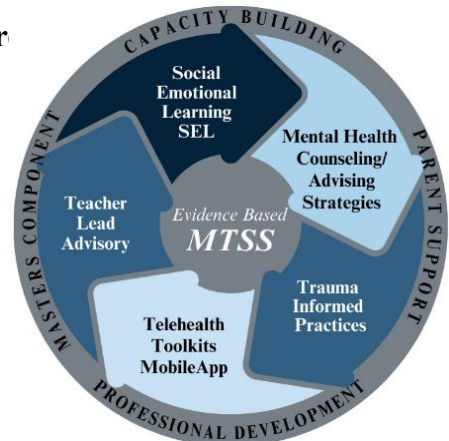 CAPACITY BUILDING
Social
Emotional
Learning
SEL
Mental Health
Counseling/
Advising
Strategies
PARENT SUPPORT
MASTERS COMPONENT
Teacher
Lead
Advisory
Evidence Based
MTSS
Trauma
Informed
Practices
Telehealth
Toolkits
MobileApp
PROFESSIONAL DEVELOPMENT